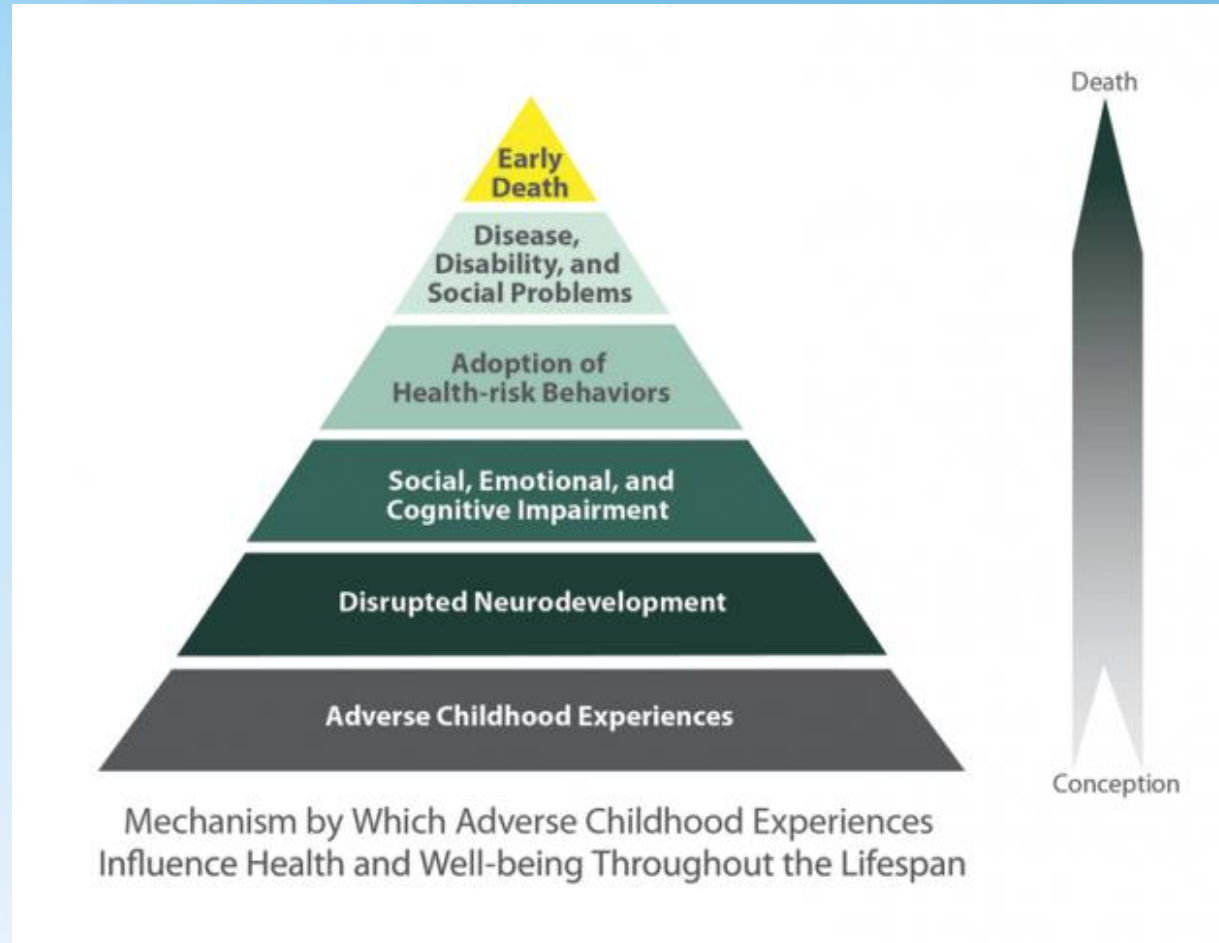 Death
Early
Death
Disease,
Disability, and
Social Problems
Adoption of
Health-risk Behaviors
Social, Emotional, and
Cognitive Impairment
Disrupted Neurodevelopment
Adverse Childhood Experiences
Conception
Mechanism by Which Adverse Childhood Experiences
Influence Health and Well-being Throughout the Lifespan